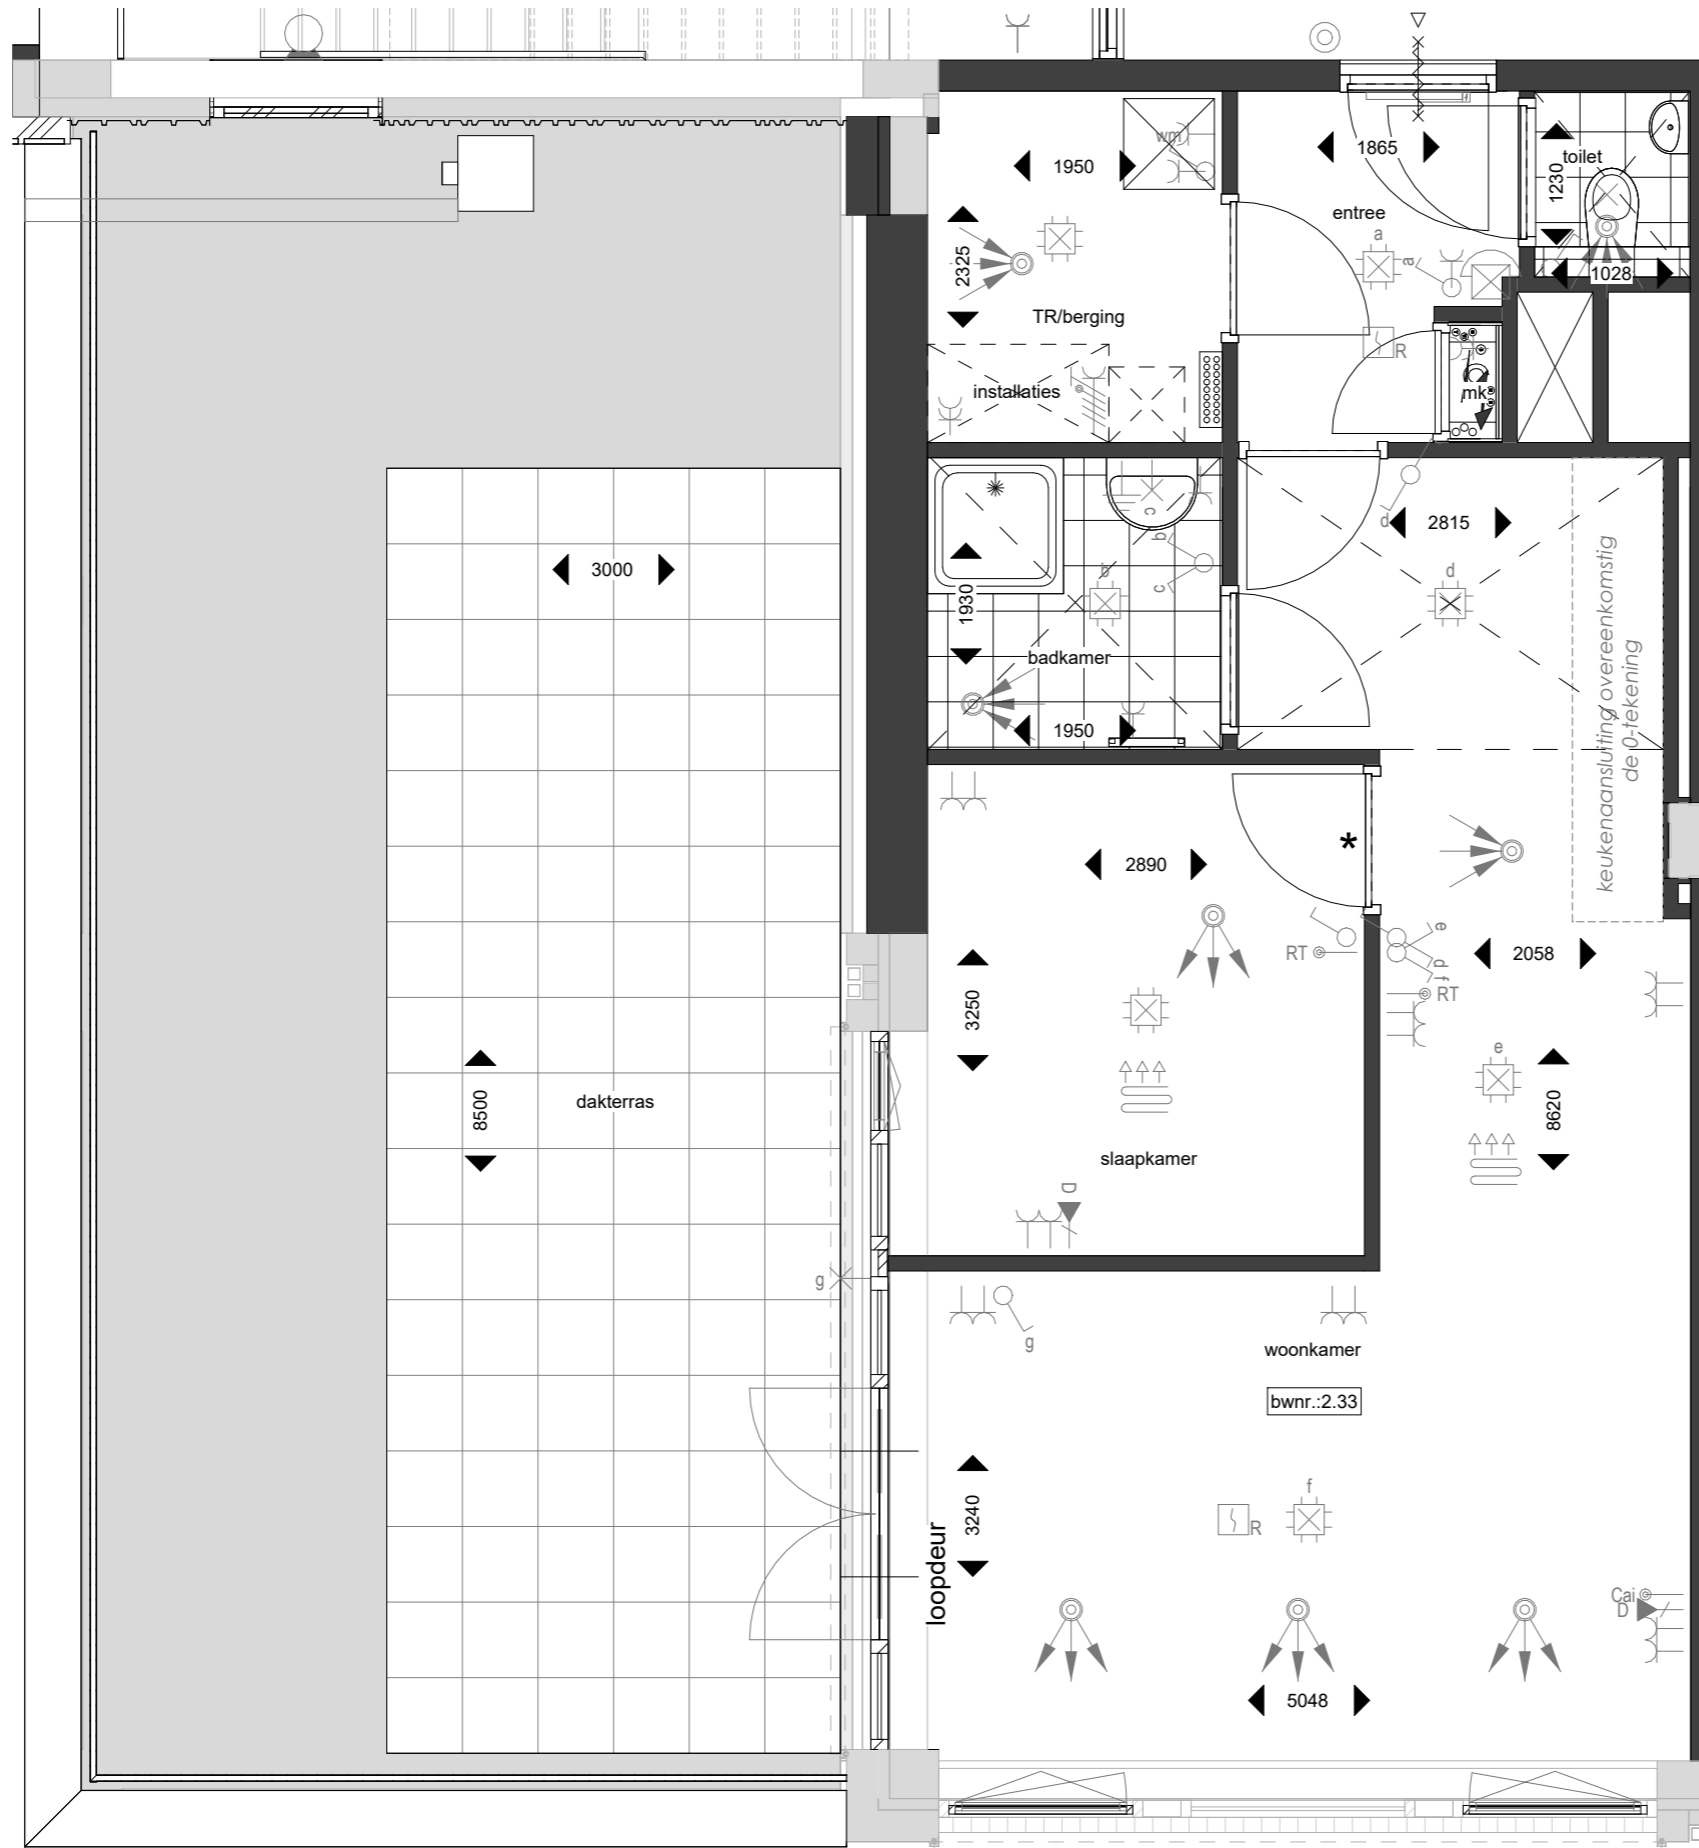 wm
1950
1865
toilet
1230
entree
a
a
2325
1028
TR/berging
R
installaties
mk
3000
2815
d
c
b
b
d
c
1930
badkamer
keukenaansluiting overeenkomstig
de 0-tekening
1950
*
2890
e
RT
d f
2058
RT
3250
e
8500
dakterras
8620
slaapkamer
D
g
g
woonkamer
bwnr.:2.33
f
3240
R
loopdeur
Cai
D
5048